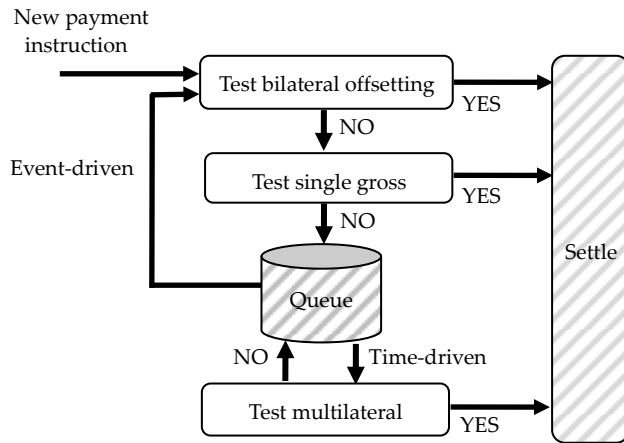 New payment
instruction
Test bilateral offsetting
YES
NO
Event-driven
Test single gross
YES
NO
Settle
Queue
NO
Time-driven
Test multilateral
YES